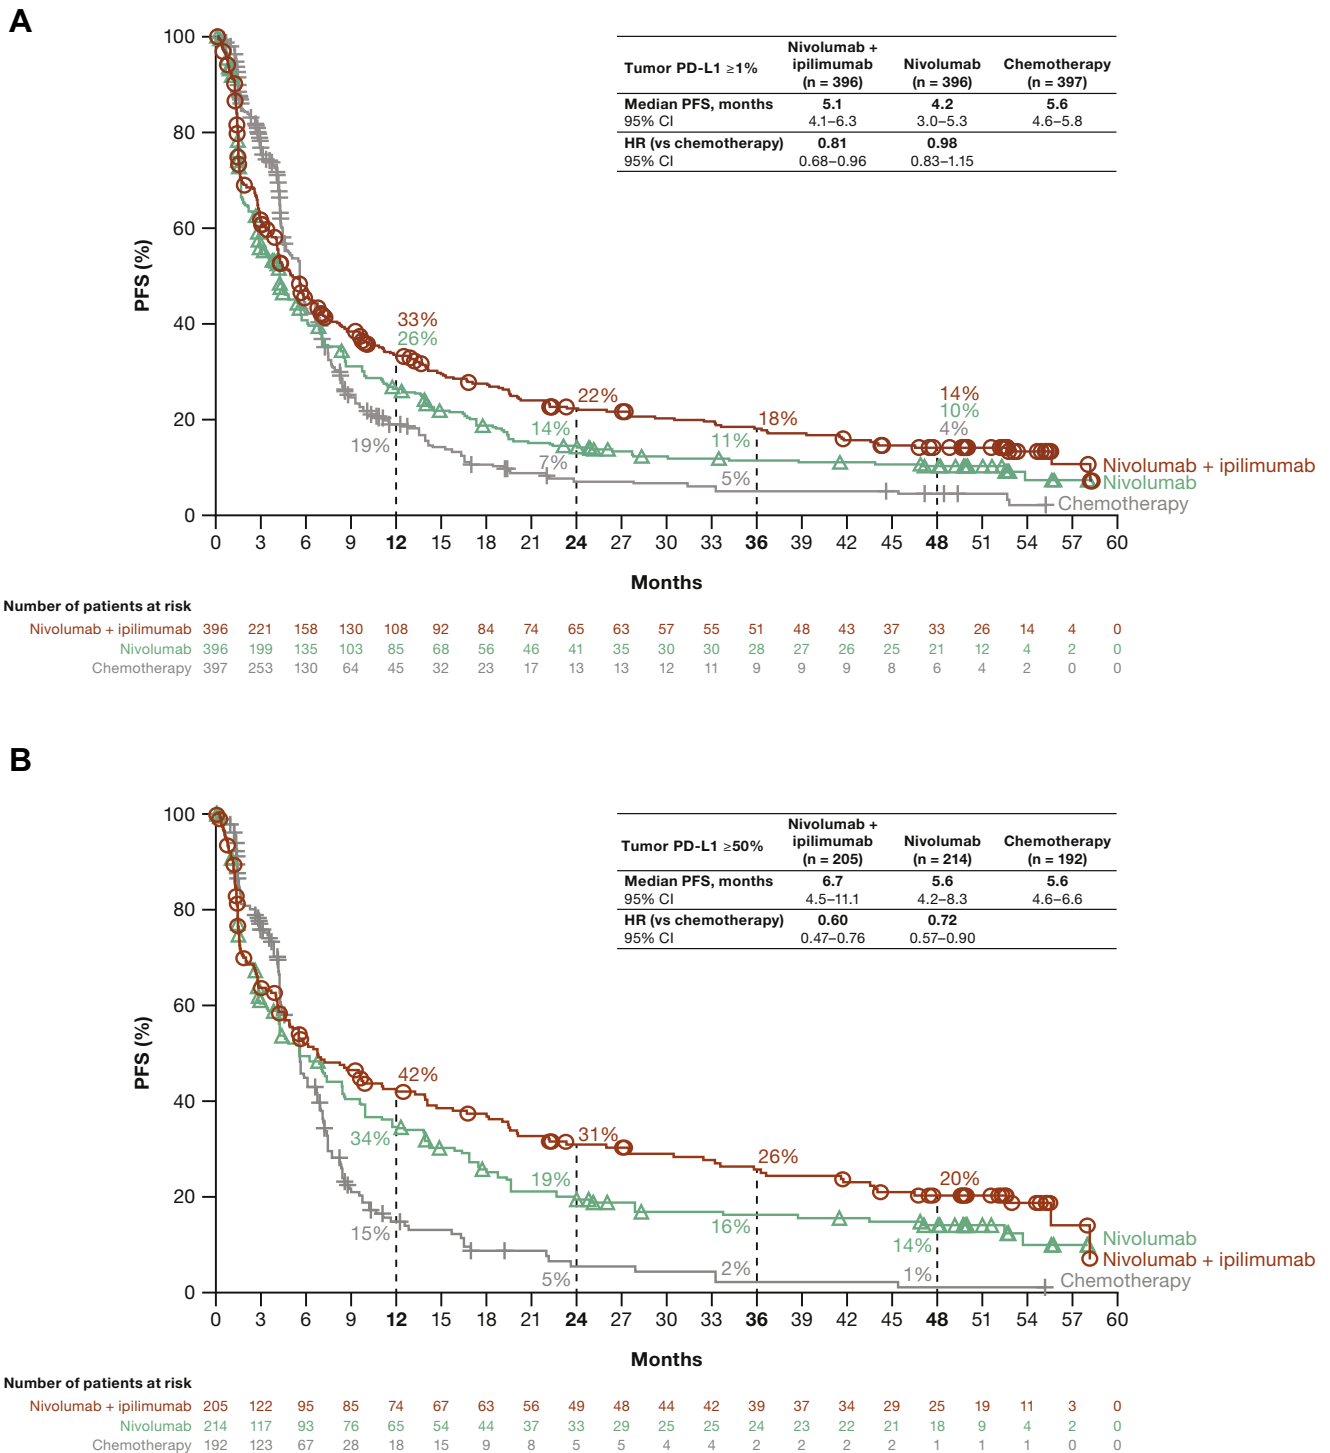 A
Tumor PD-L1 ≥1%
Nivolumab + ipilimumab (n = 396)
Nivolumab (n = 396)
Chemotherapy (n = 397)
Median PFS, months 5.1 4.2 5.6
95% CI 4.1–6.3 3.0–5.3 4.6–5.8
HR (vs chemotherapy) 0.81 0.98
95% CI 0.68–0.96 0.83–1.15
PFS (%)
100
80
60
40
20
0
33%
26%
19%
22%
14%
7%
18%
11%
5%
14%
10%
4%
Nivolumab + ipilimumab
Nivolumab
Chemotherapy
0 3 6 9 12 15 18 21 24 27 30 33 36 39 42 45 48 51 54 57 60
Months
Number of patients at risk
Nivolumab + ipilimumab 396 221 158 130 108 92 84 74 65 63 57 55 51 48 43 37 33 26 14 4 0
Nivolumab 396 199 135 103 85 68 56 46 41 35 30 30 28 27 26 25 21 12 4 2 0
Chemotherapy 397 253 130 64 45 32 23 17 13 13 12 11 9 9 9 8 6 4 2 0 0
B
Tumor PD-L1 ≥50%
Nivolumab + ipilimumab (n = 205)
Nivolumab (n = 214)
Chemotherapy (n = 192)
Median PFS, months 6.7 5.6 5.6
95% CI 4.5–11.1 4.2–8.3 4.6–6.6
HR (vs chemotherapy) 0.60 0.72
95% CI 0.47–0.76 0.57–0.90
PFS (%)
100
80
60
40
20
0
42%
34%
15%
31%
19%
5%
26%
16%
2%
20%
14%
1%
Nivolumab
Nivolumab + ipilimumab
Chemotherapy
0 3 6 9 12 15 18 21 24 27 30 33 36 39 42 45 48 51 54 57 60
Months
Number of patients at risk
Nivolumab + ipilimumab 205 122 95 85 74 67 63 56 49 48 44 42 39 37 34 29 25 19 11 3 0
Nivolumab 214 117 93 76 65 54 44 37 33 29 25 25 24 23 22 21 18 9 4 2 0
Chemotherapy 192 123 67 28 18 15 9 8 5 5 4 4 2 2 2 2 1 1 1 0 0